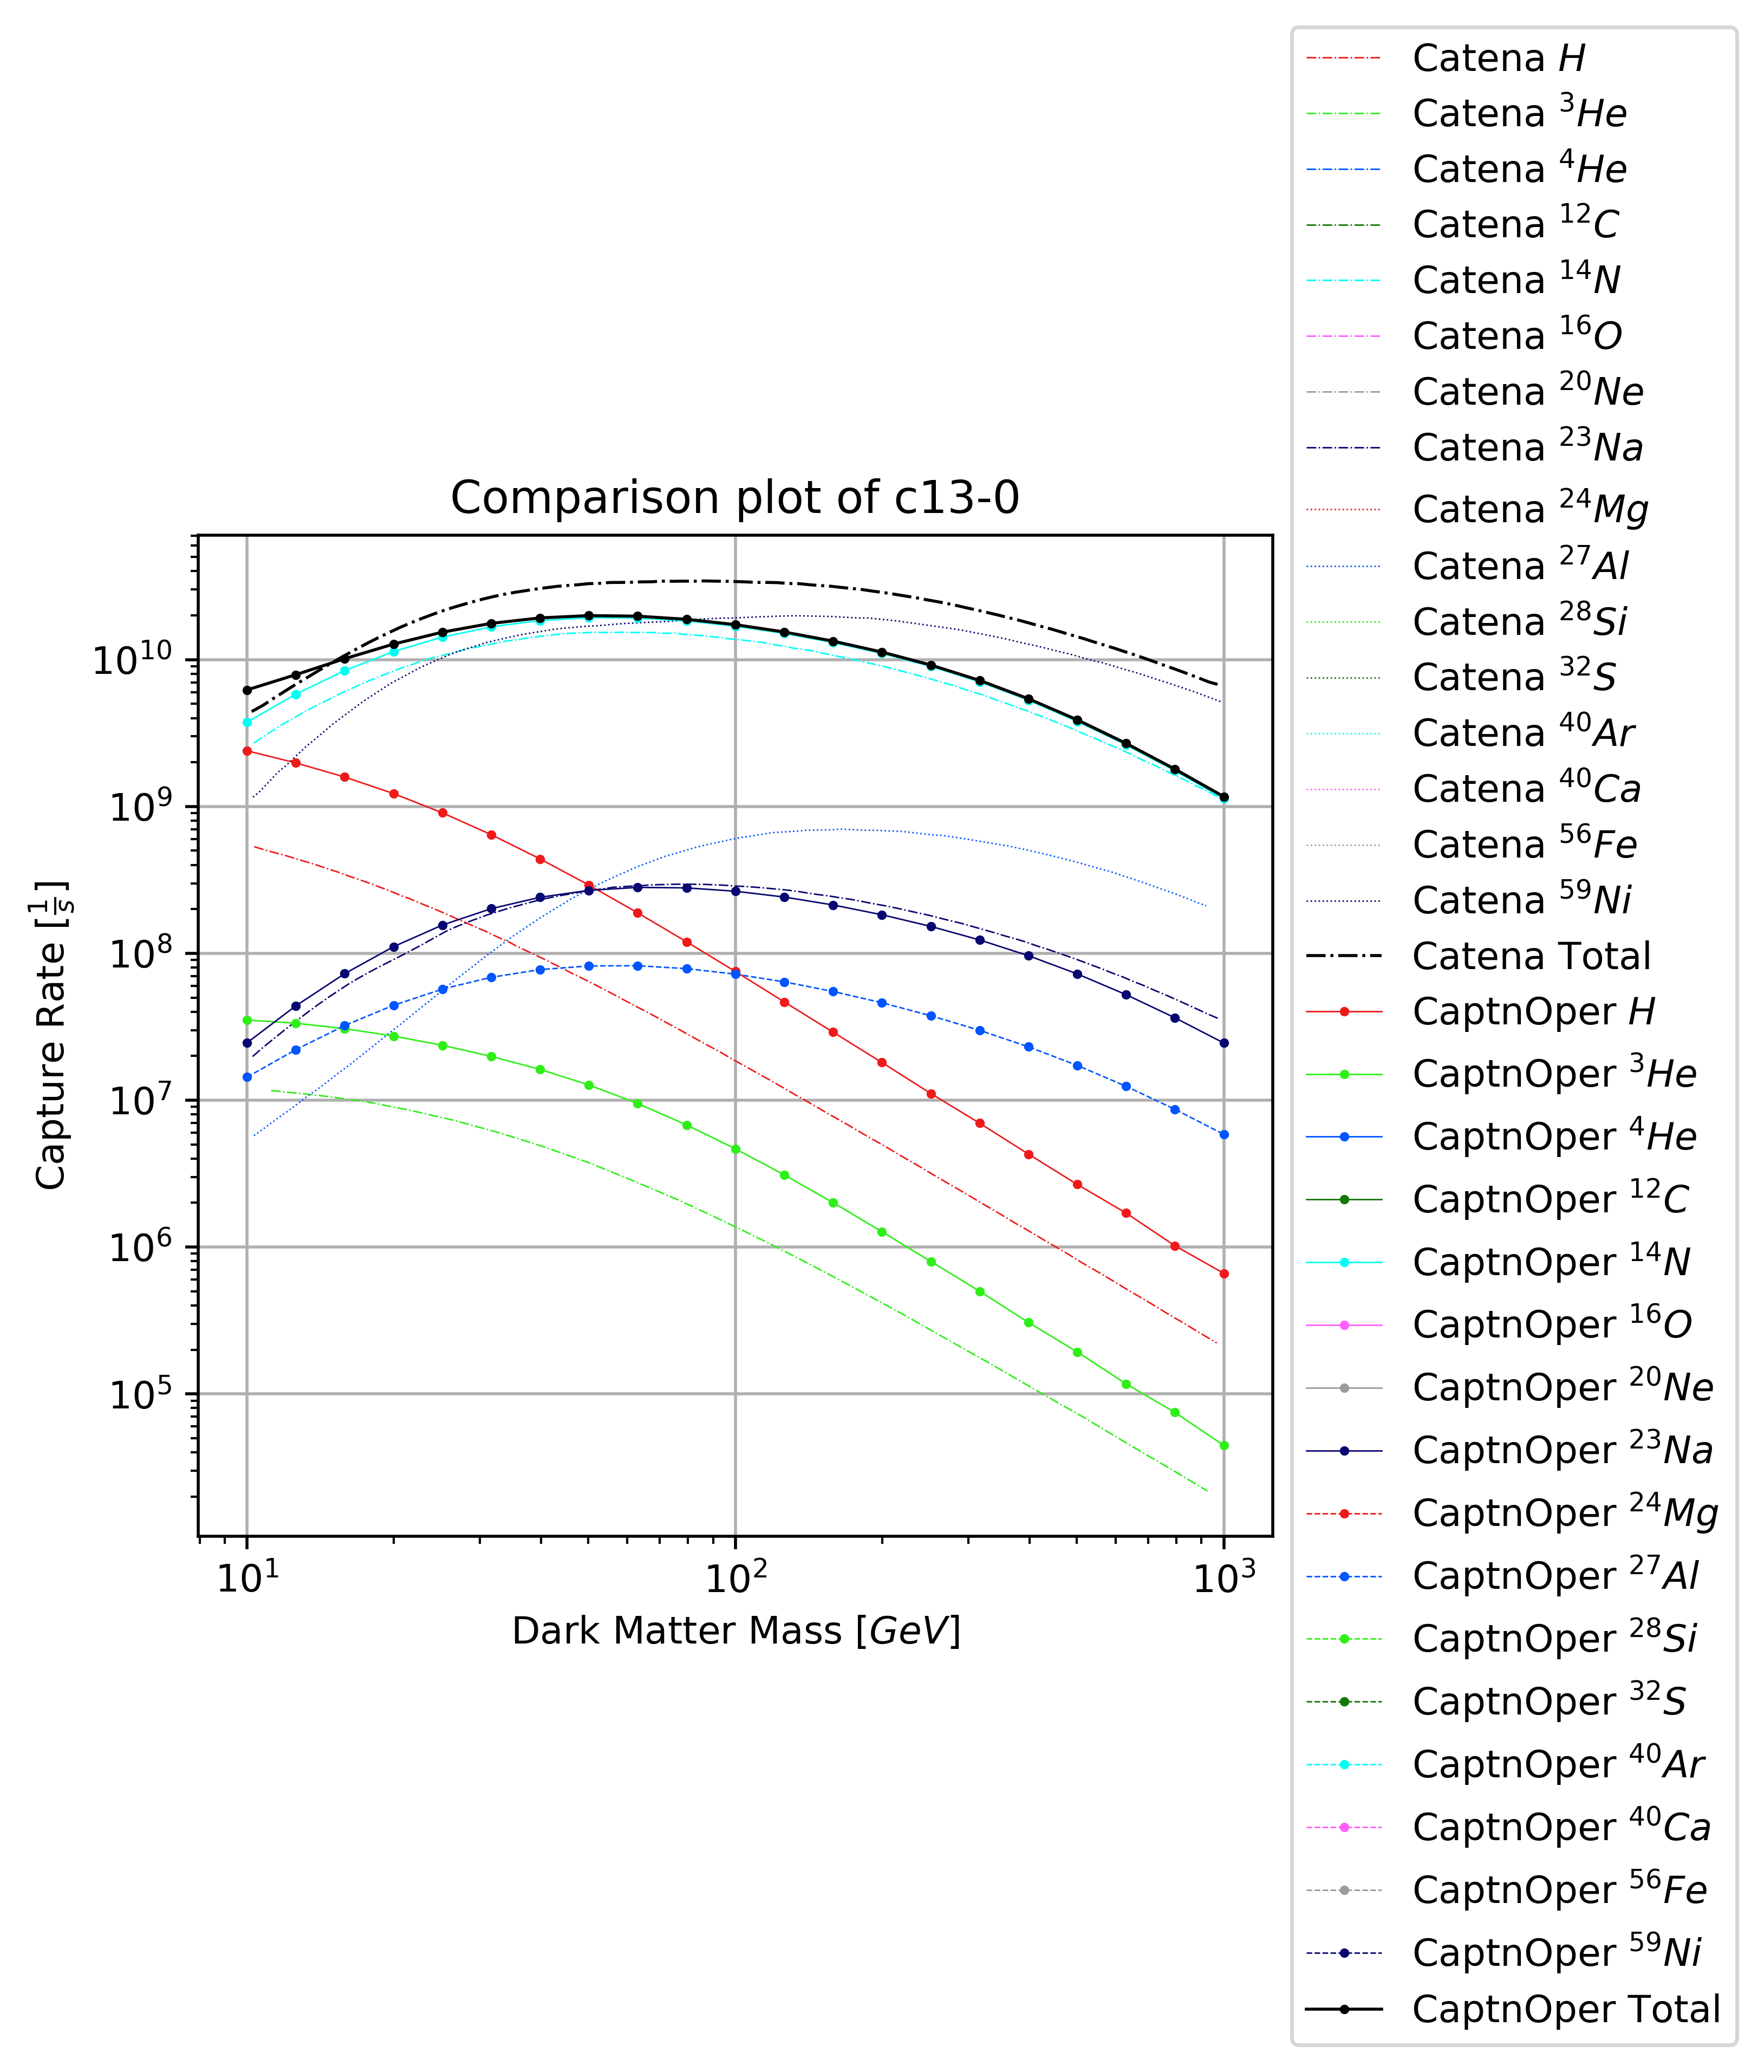 Comparison plot of c13-0
Capture Rate [1/s]
10^10
10^9
10^8
10^7
10^6
10^5
10^1
10^2
10^3
Dark Matter Mass [GeV]
Catena H
Catena ^3He
Catena ^4He
Catena ^12C
Catena ^14N
Catena ^16O
Catena ^20Ne
Catena ^23Na
Catena ^24Mg
Catena ^27Al
Catena ^28Si
Catena ^32S
Catena ^40Ar
Catena ^40Ca
Catena ^56Fe
Catena ^59Ni
Catena Total
CaptnOper H
CaptnOper ^3He
CaptnOper ^4He
CaptnOper ^12C
CaptnOper ^14N
CaptnOper ^16O
CaptnOper ^20Ne
CaptnOper ^23Na
CaptnOper ^24Mg
CaptnOper ^27Al
CaptnOper ^28Si
CaptnOper ^32S
CaptnOper ^40Ar
CaptnOper ^40Ca
CaptnOper ^56Fe
CaptnOper ^59Ni
CaptnOper Total